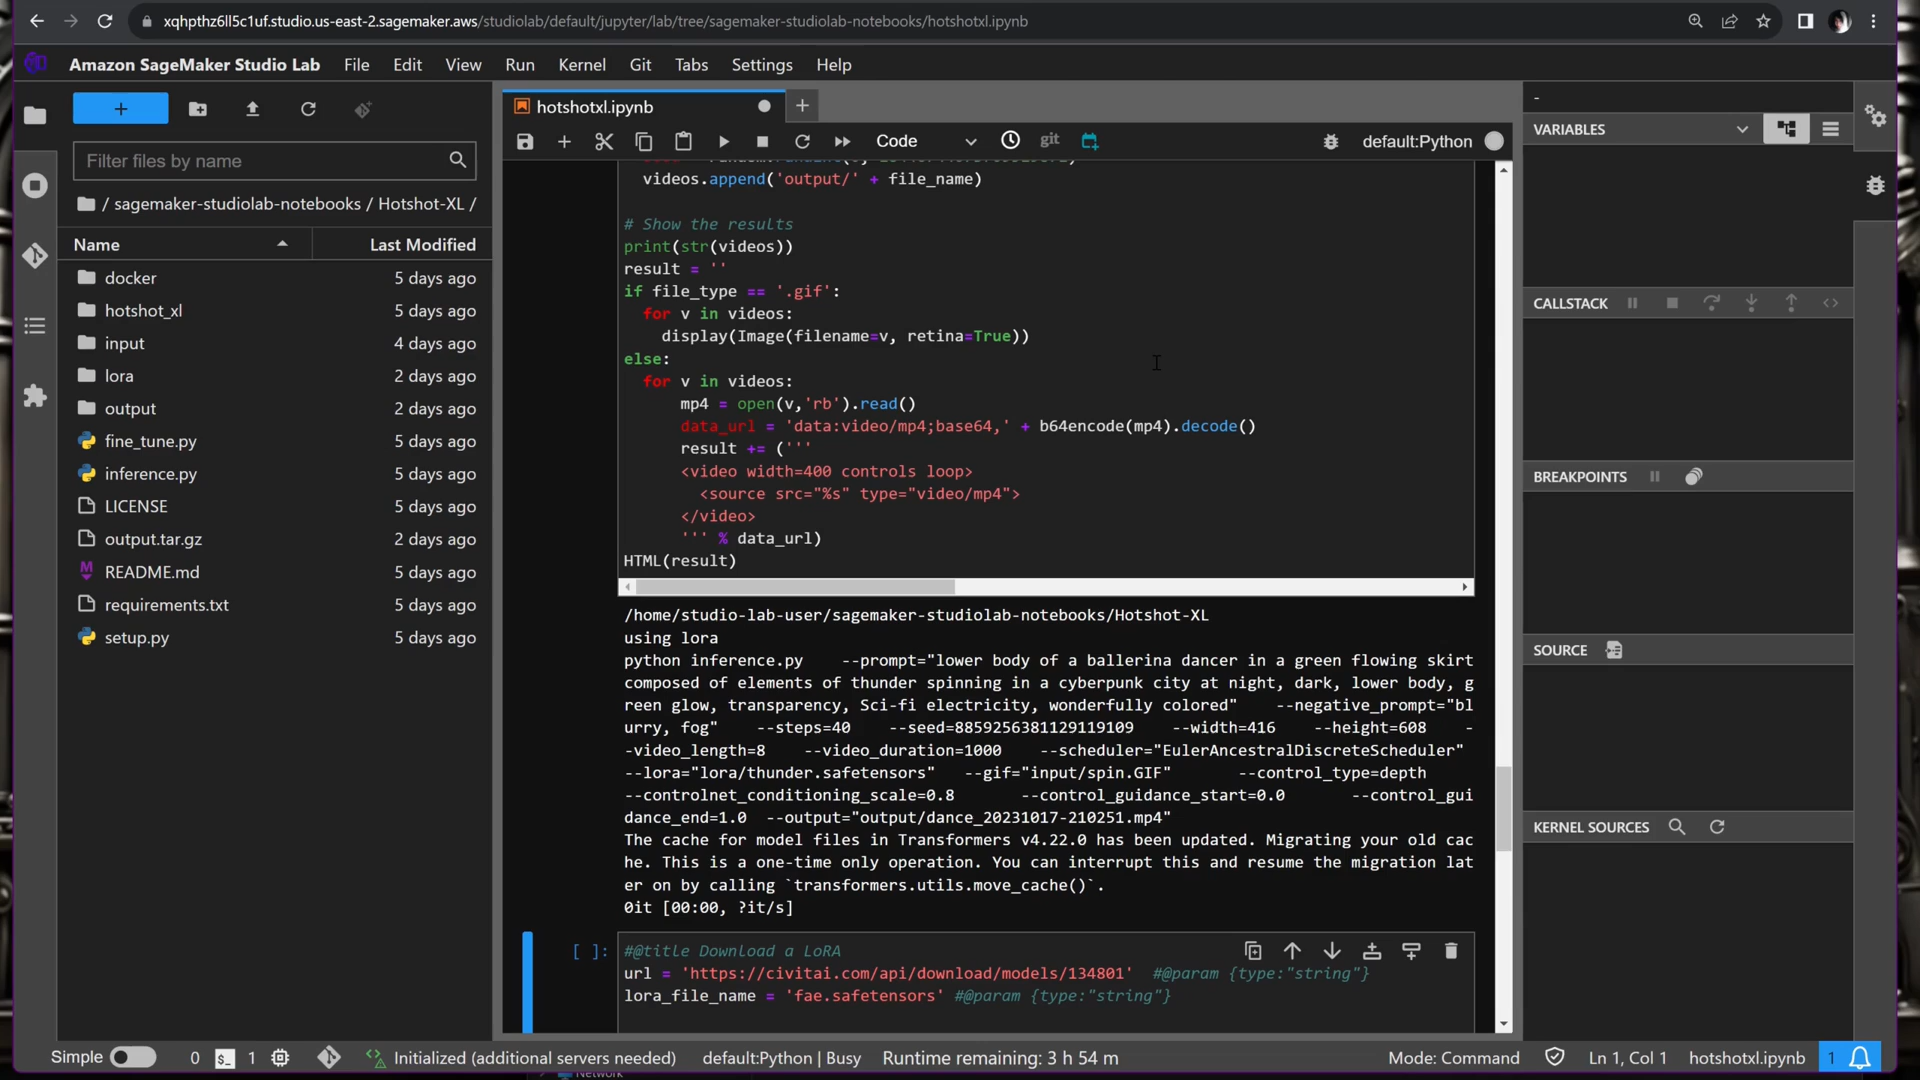 xqhpthz6ll5c1uf.studio.us-east-2.sagemaker.aws/studiolab/default/jupyter/lab/tree/sagemaker-studiolab-notebooks/hotshotxl.ipynb
Amazon SageMaker Studio Lab File Edit View Run Kernel Git Tabs Settings Help
+
Filter files by name
/ sagemaker-studiolab-notebooks / Hotshot-XL /
Name Last Modified
docker 5 days ago
hotshot_xl 5 days ago
input 4 days ago
lora 2 days ago
output 2 days ago
fine_tune.py 5 days ago
inference.py 5 days ago
LICENSE 5 days ago
output.tar.gz 2 days ago
README.md 5 days ago
requirements.txt 5 days ago
setup.py 5 days ago
hotshotxl.ipynb
Code git default:Python
videos.append('output/' + file_name)
# Show the results
print(str(videos))
result = ''
if file_type == '.gif':
for v in videos:
display(Image(filename=v, retina=True))
else:
for v in videos:
mp4 = open(v,'rb').read()
data_url = 'data:video/mp4;base64,' + b64encode(mp4).decode()
result += ('''
<video width=400 controls loop>
<source src="%s" type="video/mp4">
</video>
''' % data_url)
HTML(result)
/home/studio-lab-user/sagemaker-studiolab-notebooks/Hotshot-XL
using lora
python inference.py --prompt="lower body of a ballerina dancer in a green flowing skirt
composed of elements of thunder spinning in a cyberpunk city at night, dark, lower body, g
reen glow, transparency, Sci-fi electricity, wonderfully colored" --negative_prompt="bl
urry, fog" --steps=40 --seed=8859256381129119109 --width=416 --height=608 -
-video_length=8 --video_duration=1000 --scheduler="EulerAncestralDiscreteScheduler"
--lora="lora/thunder.safetensors" --gif="input/spin.GIF" --control_type=depth
--controlnet_conditioning_scale=0.8 --control_guidance_start=0.0 --control_gui
dance_end=1.0 --output="output/dance_20231017-210251.mp4"
The cache for model files in Transformers v4.22.0 has been updated. Migrating your old cac
he. This is a one-time only operation. You can interrupt this and resume the migration lat
er on by calling `transformers.utils.move_cache()`.
0it [00:00, ?it/s]
[ ]: #@title Download a LoRA
url = 'https://civitai.com/api/download/models/134801' #@param {type:"string"}
lora_file_name = 'fae.safetensors' #@param {type:"string"}
-
VARIABLES
CALLSTACK
BREAKPOINTS
SOURCE
KERNEL SOURCES
Simple 0 $_ 1 Initialized (additional servers needed) default:Python | Busy Runtime remaining: 3 h 54 m Mode: Command Ln 1, Col 1 hotshotxl.ipynb 1
Network